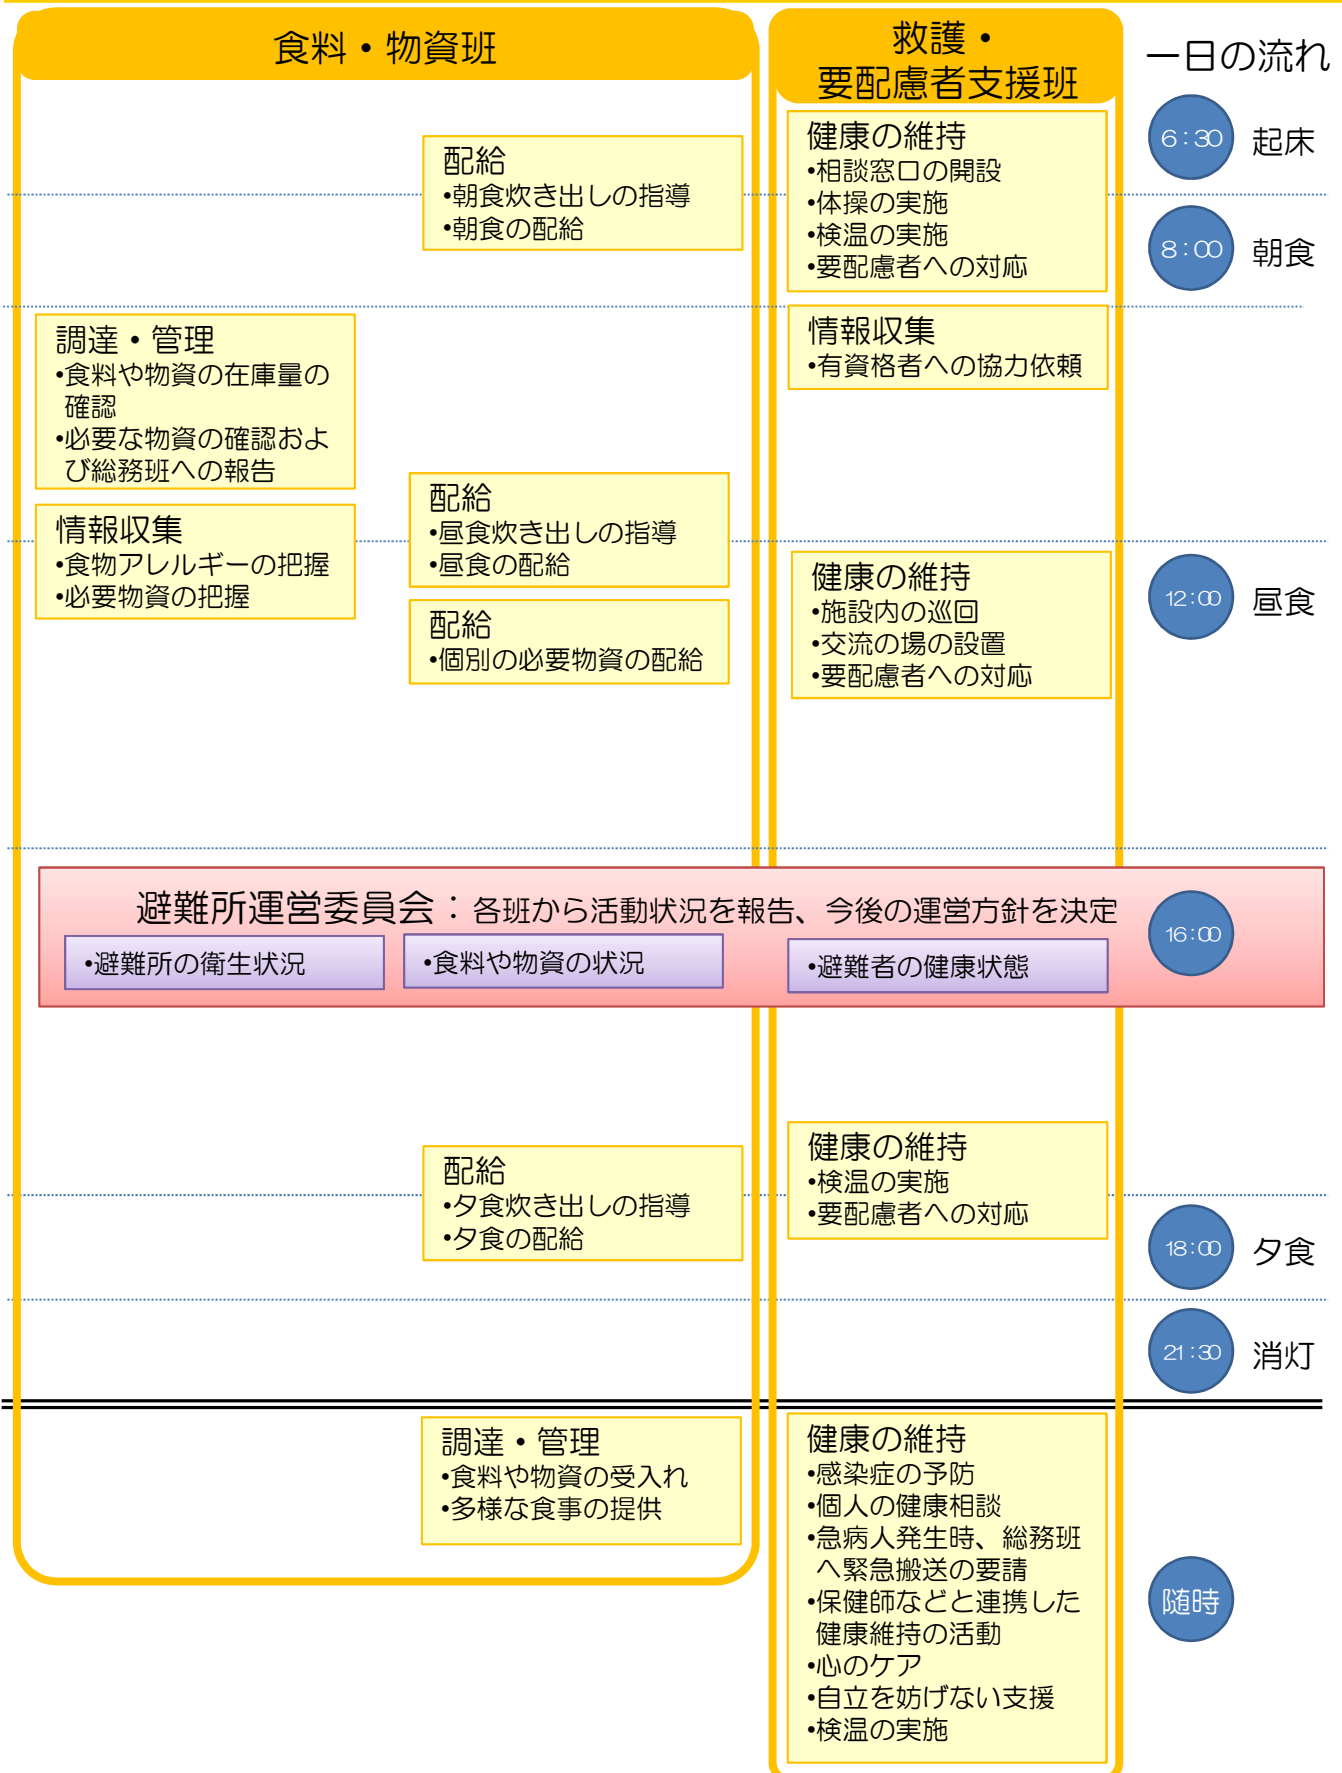 食料・物資班
救護・
要配慮者支援班
一日の流れ
配給
•朝食炊き出しの指導
•朝食の配給
健康の維持
•相談窓口の開設
•体操の実施
•検温の実施
•要配慮者への対応
6:30 起床
8:00 朝食
調達・管理
•食料や物資の在庫量の
確認
•必要な物資の確認およ
び総務班への報告
情報収集
•有資格者への協力依頼
情報収集
•食物アレルギーの把握
•必要物資の把握
配給
•昼食炊き出しの指導
•昼食の配給
配給
•個別の必要物資の配給
健康の維持
•施設内の巡回
•交流の場の設置
•要配慮者への対応
12:00 昼食
避難所運営委員会：各班から活動状況を報告、今後の運営方針を決定
•避難所の衛生状況
•食料や物資の状況
•避難者の健康状態
16:00
配給
•夕食炊き出しの指導
•夕食の配給
健康の維持
•検温の実施
•要配慮者への対応
18:00 夕食
21:30 消灯
調達・管理
•食料や物資の受入れ
•多様な食事の提供
健康の維持
•感染症の予防
•個人の健康相談
•急病人発生時、総務班
へ緊急搬送の要請
•保健師などと連携した
健康維持の活動
•心のケア
•自立を妨げない支援
•検温の実施
随時